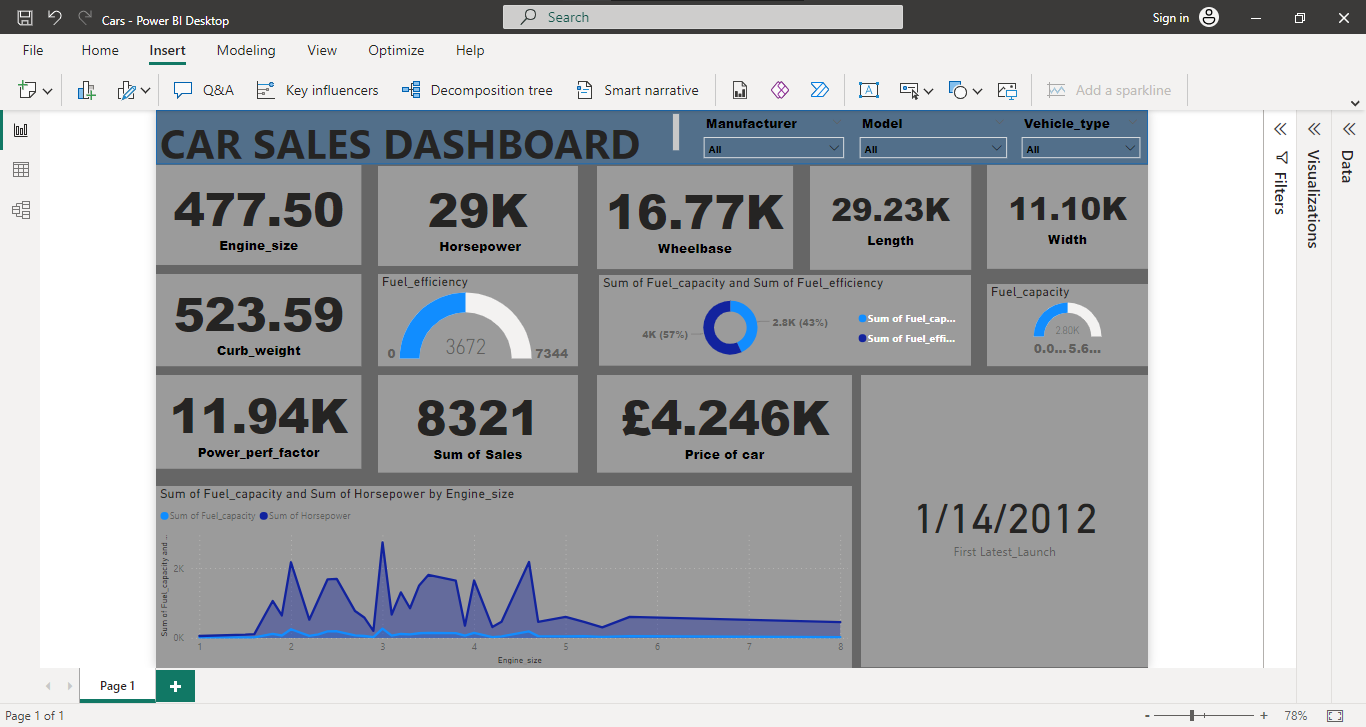 Cars - Power BI Desktop
Search
Sign in
File Home Insert Modeling View Optimize Help
Q&A Key influencers Decomposition tree Smart narrative A Add a sparkline
CAR SALES DASHBOARD
Manufacturer Model Vehicle_type
All All All
477.50
Engine_size
29K
Horsepower
16.77K
Wheelbase
29.23K
Length
11.10K
Width
523.59
Curb_weight
Fuel_efficiency
0 3672 7344
Sum of Fuel_capacity and Sum of Fuel_efficiency
4K (57%)
2.8K (43%)
Sum of Fuel_cap...
Sum of Fuel_effi...
Fuel_capacity
2.80K
0.0... 5.6...
11.94K
Power_perf_factor
8321
Sum of Sales
£4.246K
Price of car
1/14/2012
First Latest_Launch
Sum of Fuel_capacity and Sum of Horsepower by Engine_size
Sum of Fuel_capacity Sum of Horsepower
Sum of Fuel_capacity and ...
2K
0K
1 2 3 4 5 6 7 8
Engine_size
Filters
Visualizations
Data
Page 1
+
Page 1 of 1
- + 78%